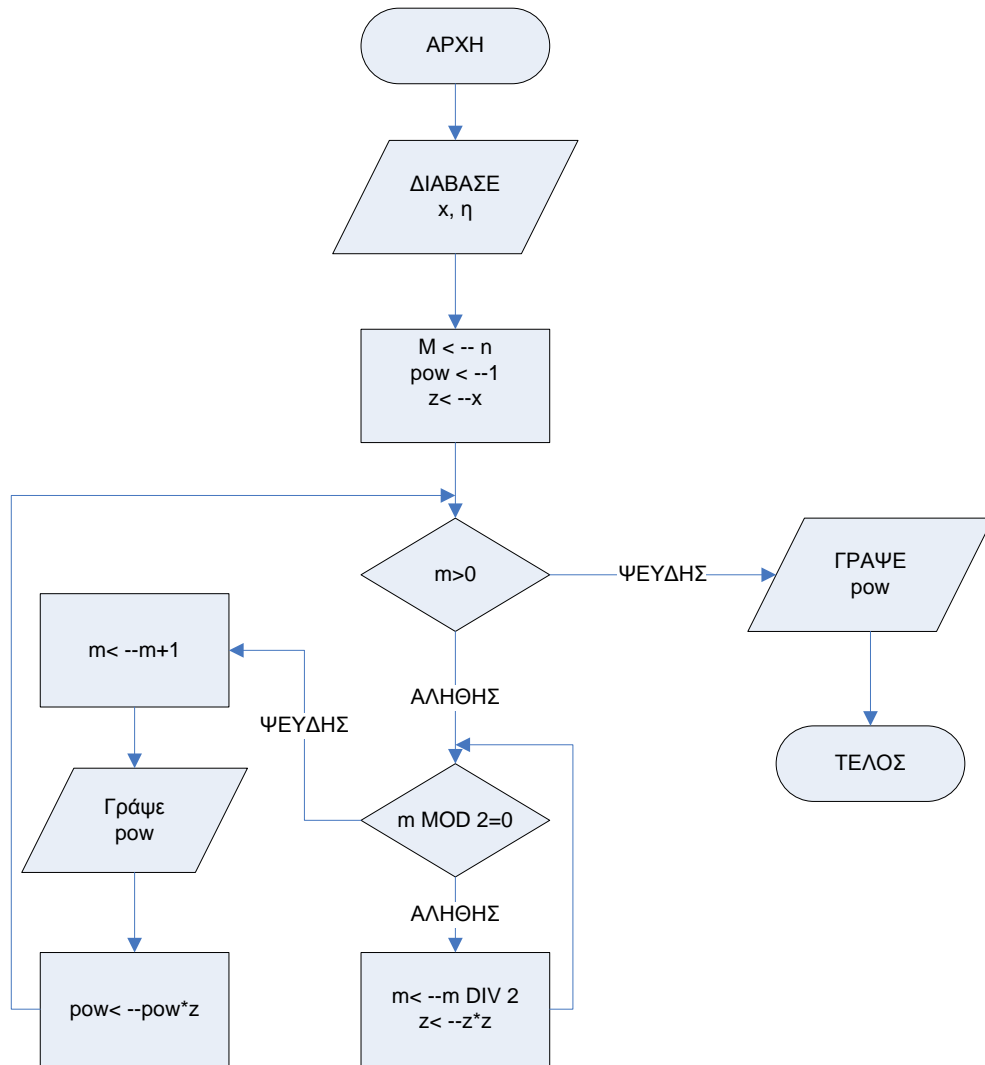 ΑΡΧΗ
ΔΙΑΒΑΣΕ
x, η
M < -- n
pow < --1
z< --x
m>0
ΨΕΥΔΗΣ
ΓΡΑΨΕ
pow
m< --m+1
ΑΛΗΘΗΣ
ΨΕΥΔΗΣ
ΤΕΛΟΣ
Γράψε
pow
m MOD 2=0
ΑΛΗΘΗΣ
pow< --pow*z
m< --m DIV 2
z< --z*z